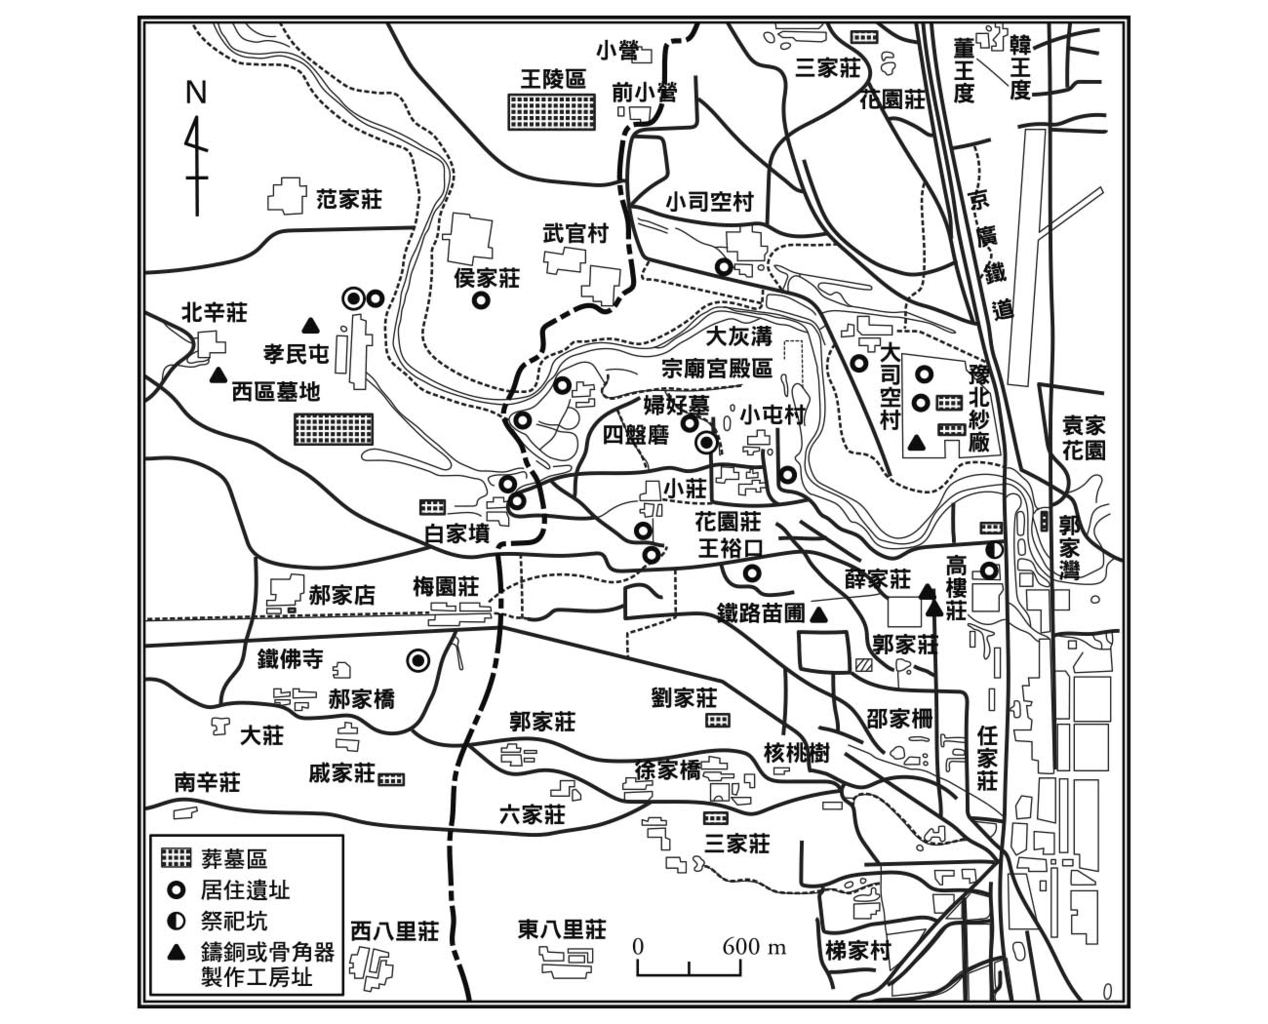 小營
王陵區
前小營
三家莊
花園莊
董王度
韓王度
N
范家莊
小司空村
京廣鐵道
武官村
侯家莊
北辛莊
孝民屯
西區墓地
大灰溝
宗廟宮殿區
大司空村
豫北紗廠
婦好墓
小屯村
四盤磨
袁家花園
小莊
白家墳
花園莊
王裕口
郭家灣
高樓莊
薛家莊
郝家店
梅園莊
鐵路苗圃
郭家莊
鐵佛寺
郝家橋
劉家莊
大莊
郭家莊
邵家棚
任家莊
核桃樹
戚家莊
徐家橋
南辛莊
六家莊
三家莊
葬墓區
居住遺址
祭祀坑
鑄銅或骨角器
製作工房址
西八里莊
東八里莊
0 600 m
梯家村